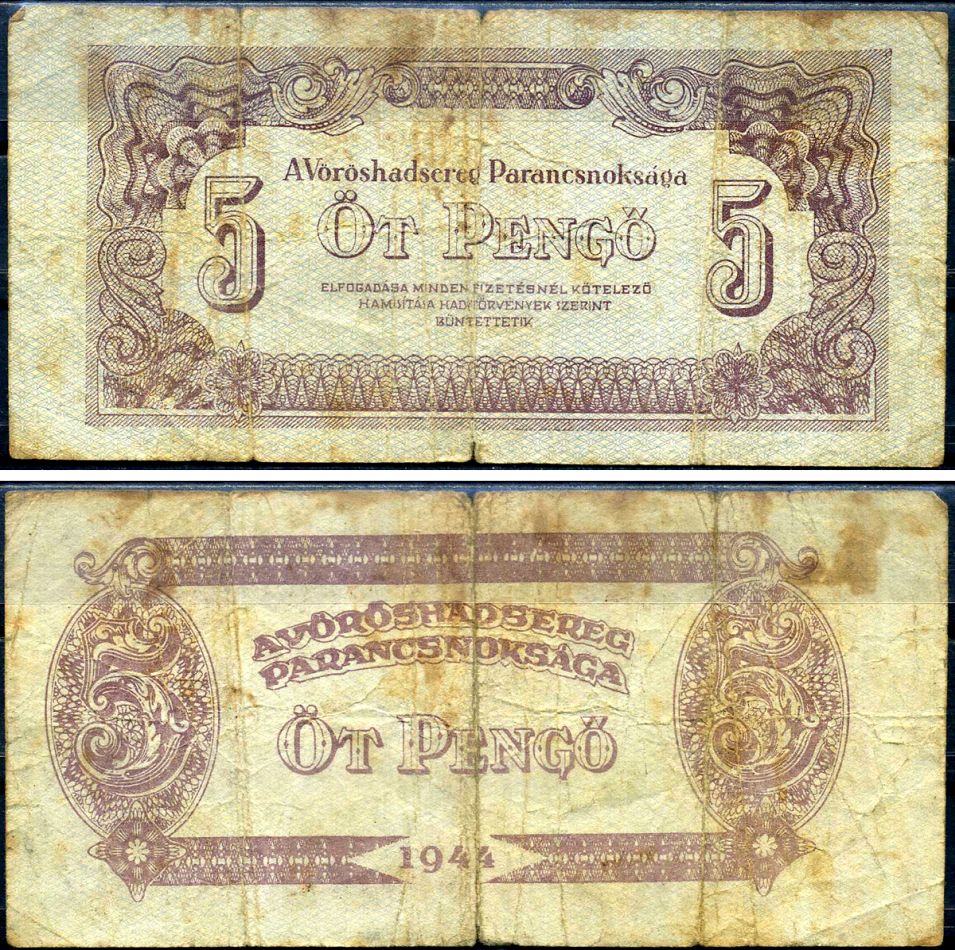 A Vöröshadsereg Parancsnoksága
5 ÖT PENGŐ 5
ELFOGADÁSA MINDEN FIZETÉSNÉL KÖTELEZŐ
HAMISÍTÁSA HADITÖRVÉNYEK SZERINT
BÜNTETTETIK
A VÖRÖSHADSEREG
PARANCSNOKSÁGA
5 ÖT PENGŐ 5
1944